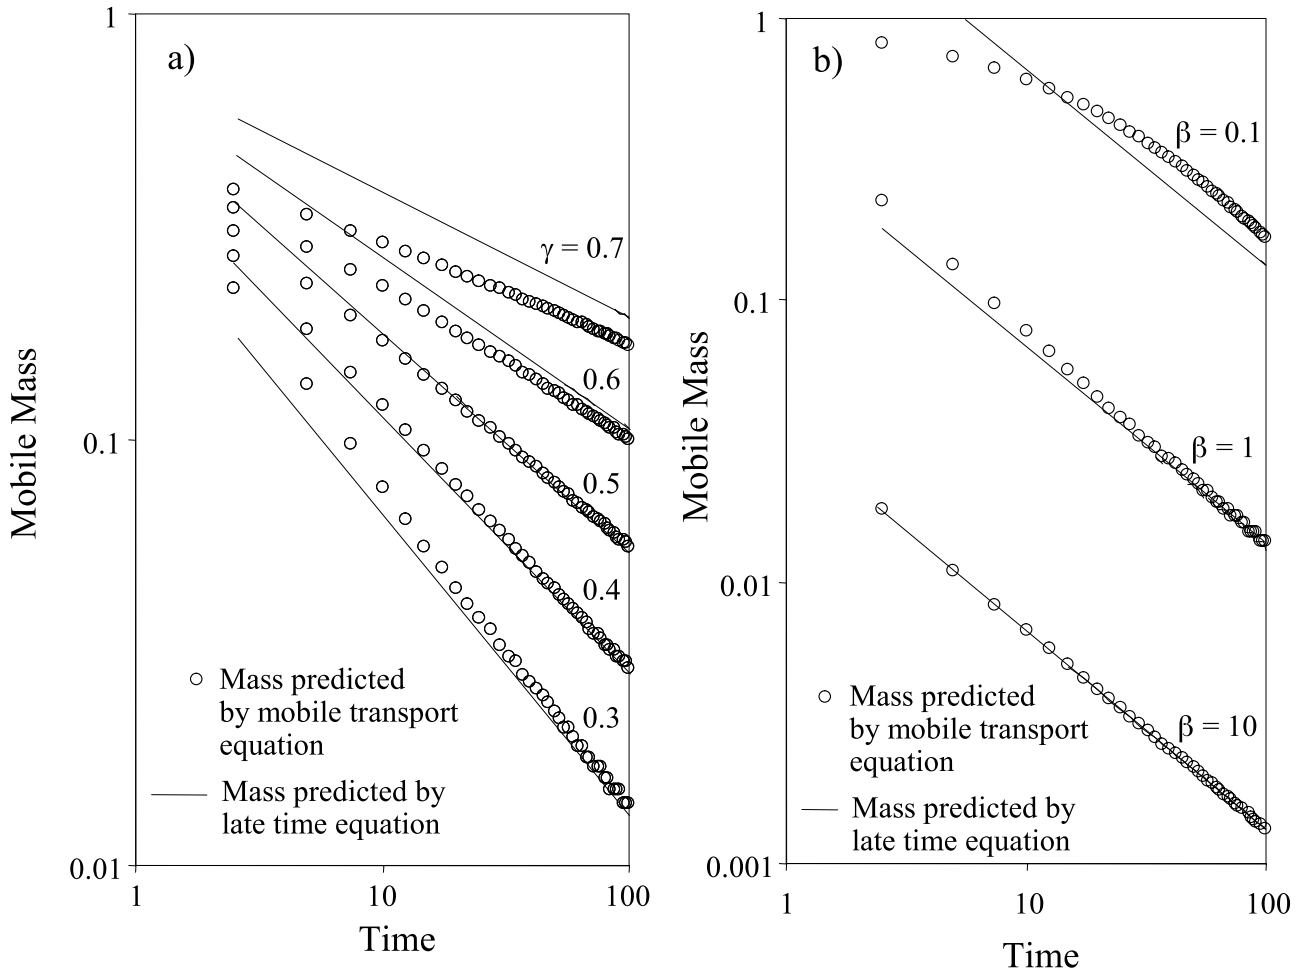 a)
1
0.1
0.01
1
10
100
Mobile Mass
Time
γ = 0.7
0.6
0.5
0.4
0.3
Mass predicted
by mobile transport
equation
Mass predicted by
late time equation
b)
1
0.1
0.01
0.001
1
10
100
Mobile Mass
Time
β = 0.1
β = 1
β = 10
Mass predicted
by mobile transport
equation
Mass predicted by
late time equation